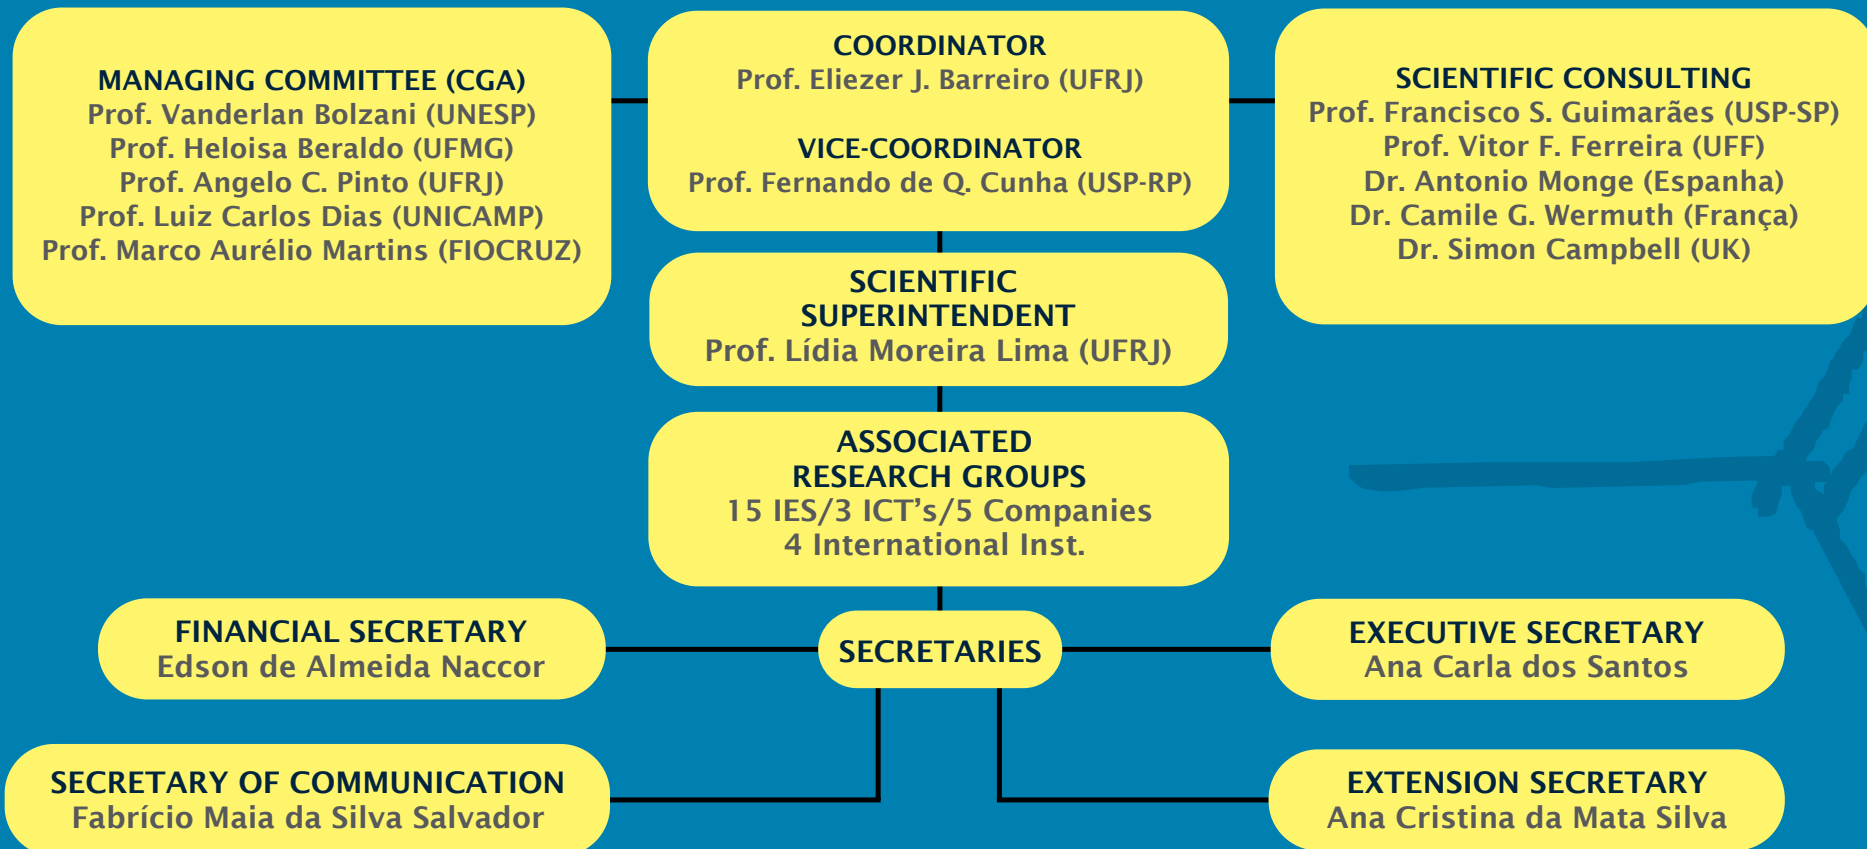 MANAGING COMMITTEE (CGA)
Prof. Vanderlan Bolzani (UNESP)
Prof. Heloisa Beraldo (UFMG)
Prof. Angelo C. Pinto (UFRJ)
Prof. Luiz Carlos Dias (UNICAMP)
Prof. Marco Aurélio Martins (FIOCRUZ)
COORDINATOR
Prof. Eliezer J. Barreiro (UFRJ)
VICE-COORDINATOR
Prof. Fernando de Q. Cunha (USP-RP)
SCIENTIFIC CONSULTING
Prof. Francisco S. Guimarães (USP-SP)
Prof. Vitor F. Ferreira (UFF)
Dr. Antonio Monge (Espanha)
Dr. Camile G. Wermuth (França)
Dr. Simon Campbell (UK)
SCIENTIFIC
SUPERINTENDENT
Prof. Lídia Moreira Lima (UFRJ)
ASSOCIATED
RESEARCH GROUPS
15 IES/3 ICT’s/5 Companies
4 International Inst.
FINANCIAL SECRETARY
Edson de Almeida Naccor
SECRETARIES
EXECUTIVE SECRETARY
Ana Carla dos Santos
SECRETARY OF COMMUNICATION
Fabrício Maia da Silva Salvador
EXTENSION SECRETARY
Ana Cristina da Mata Silva